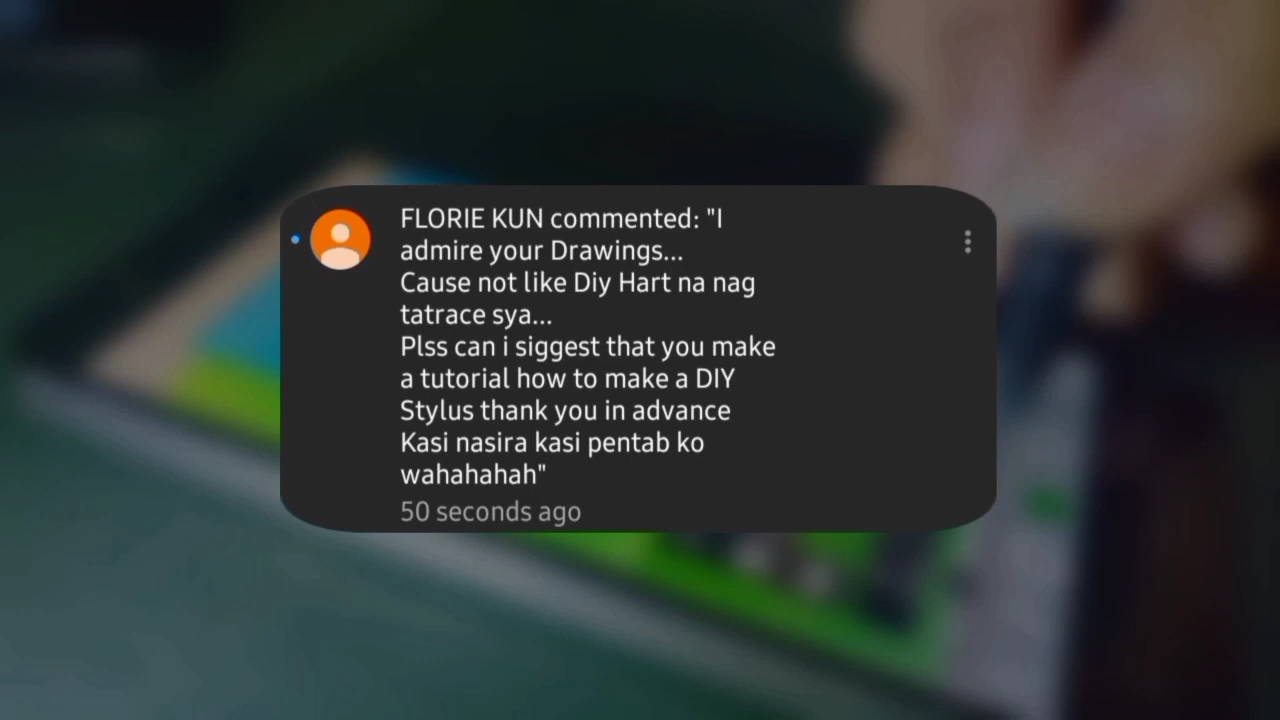 FLORIE KUN commented: "I
admire your Drawings...
Cause not like Diy Hart na nag
tatrace sya...
Plss can i siggest that you make
a tutorial how to make a DIY
Stylus thank you in advance
Kasi nasira kasi pentab ko
wahahahah"
50 seconds ago